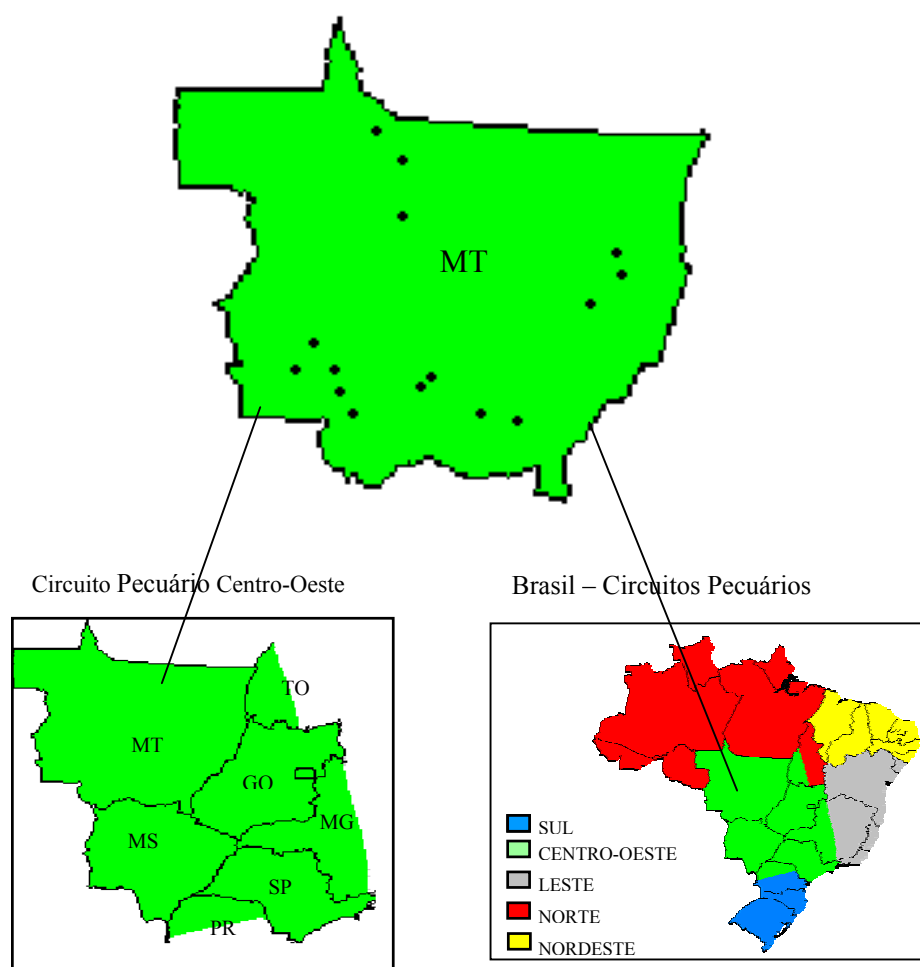 MT
Circuito Pecuário Centro-Oeste
Brasil – Circuitos Pecuários
TO
MT
GO
MG
MS
SP
PR
SUL
CENTRO-OESTE
LESTE
NORTE
NORDESTE